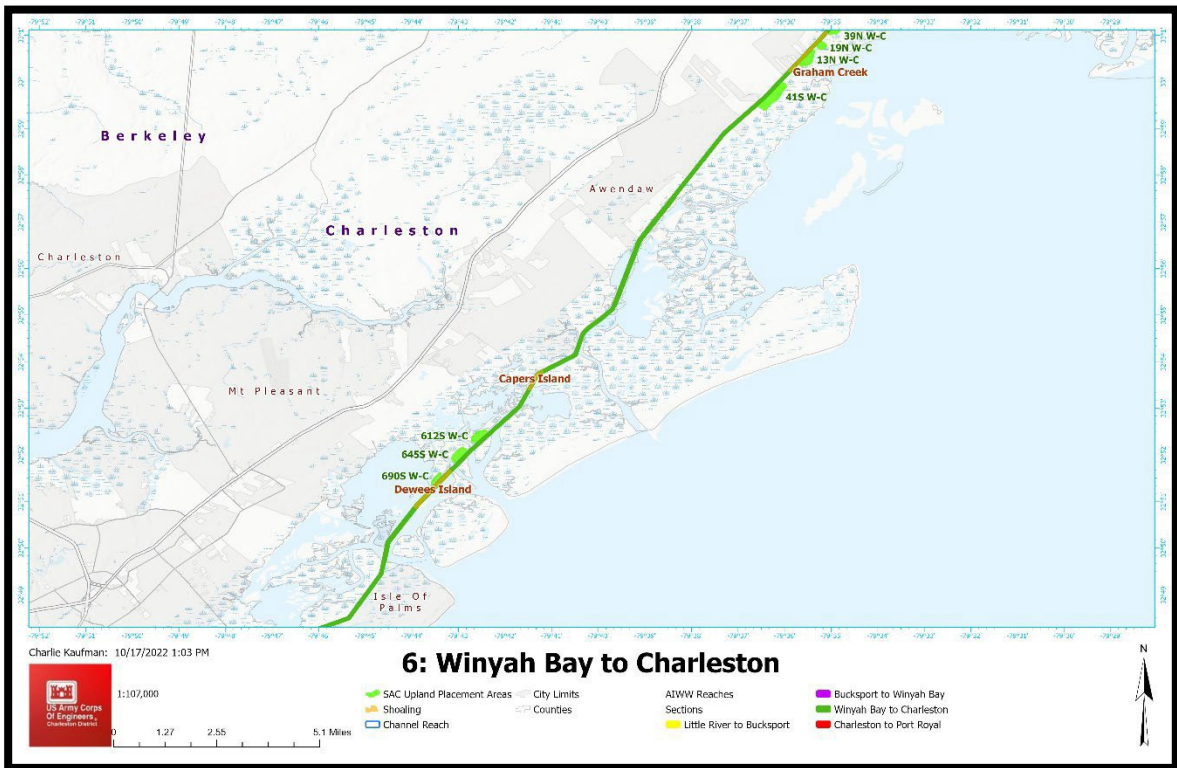 39N W-C
19N W-C
13N W-C
Graham Creek
41S W-C
Berkeley
Awendaw
Charleston
Charleston
Capers Island
Mt Pleasant
612S W-C
645S W-C
690S W-C
Dewees Island
Isle Of
Palms
Charlie Kaufman: 10/17/2022 1:03 PM
6: Winyah Bay to Charleston
N
US Army Corps
Of Engineers
Charleston District
1:107,000
0 1.27 2.55 5.1 Miles
SAC Upland Placement Areas
Shoaling
Channel Reach
City Limits
Counties
AIWW Reaches
Sections
Little River to Bucksport
Bucksport to Winyah Bay
Winyah Bay to Charleston
Charleston to Port Royal